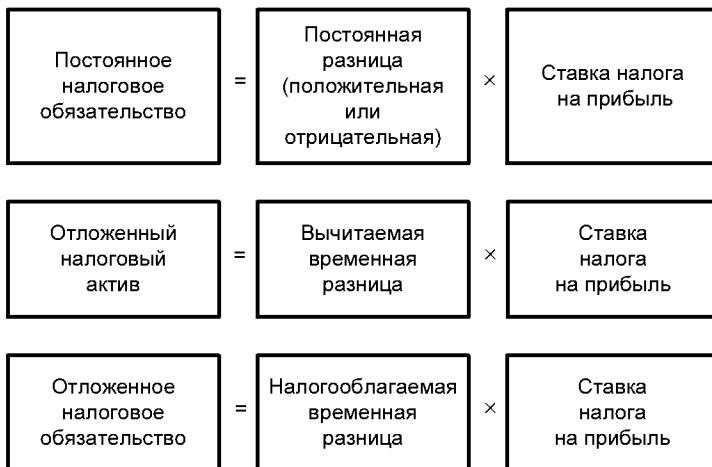 Постоянное
налоговое
обязательство
=
Постоянная
разница
(положительная
или
отрицательная)
×
Ставка налога
на прибыль
Отложенный
налоговый
актив
=
Вычитаемая
временная
разница
×
Ставка
налога
на прибыль
Отложенное
налоговое
обязательство
=
Налогооблагаемая
временная
разница
×
Ставка
налога
на прибыль